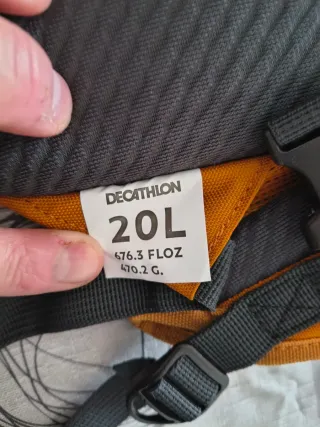 DECATHLON
20L
676.3 FLOZ
470.2 G.